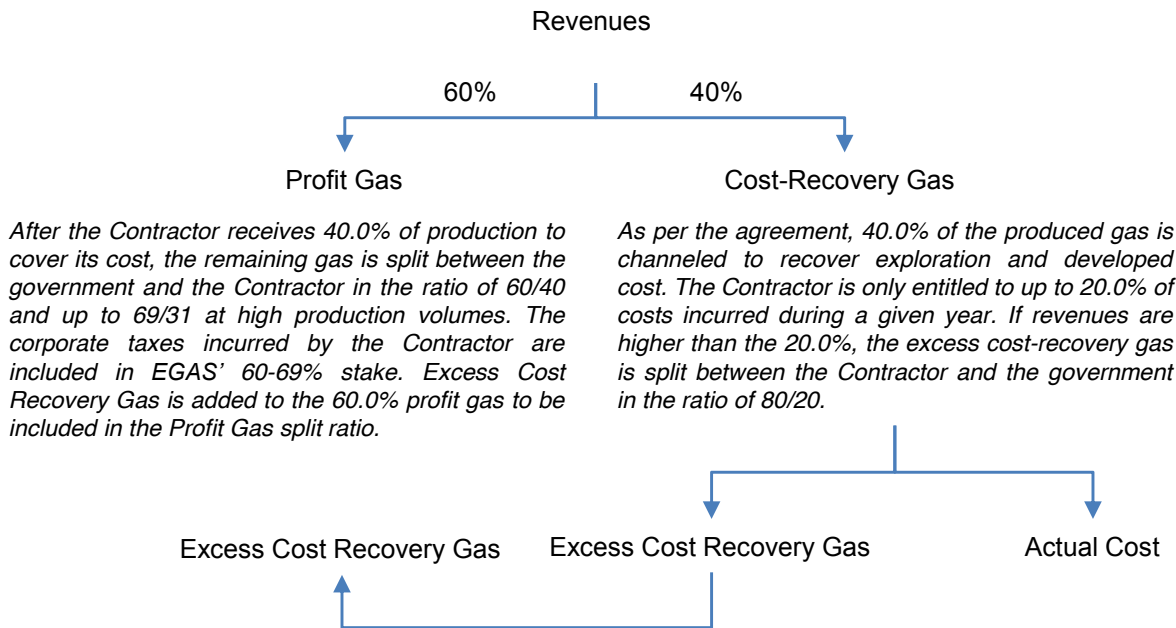 Revenues
60%
40%
Profit Gas
Cost-Recovery Gas
After the Contractor receives 40.0% of production to
cover its cost, the remaining gas is split between the
government and the Contractor in the ratio of 60/40
and up to 69/31 at high production volumes. The
corporate taxes incurred by the Contractor are
included in EGAS’ 60-69% stake. Excess Cost
Recovery Gas is added to the 60.0% profit gas to be
included in the Profit Gas split ratio.
As per the agreement, 40.0% of the produced gas is
channeled to recover exploration and developed
cost. The Contractor is only entitled to up to 20.0% of
costs incurred during a given year. If revenues are
higher than the 20.0%, the excess cost-recovery gas
is split between the Contractor and the government
in the ratio of 80/20.
Excess Cost Recovery Gas
Excess Cost Recovery Gas
Actual Cost